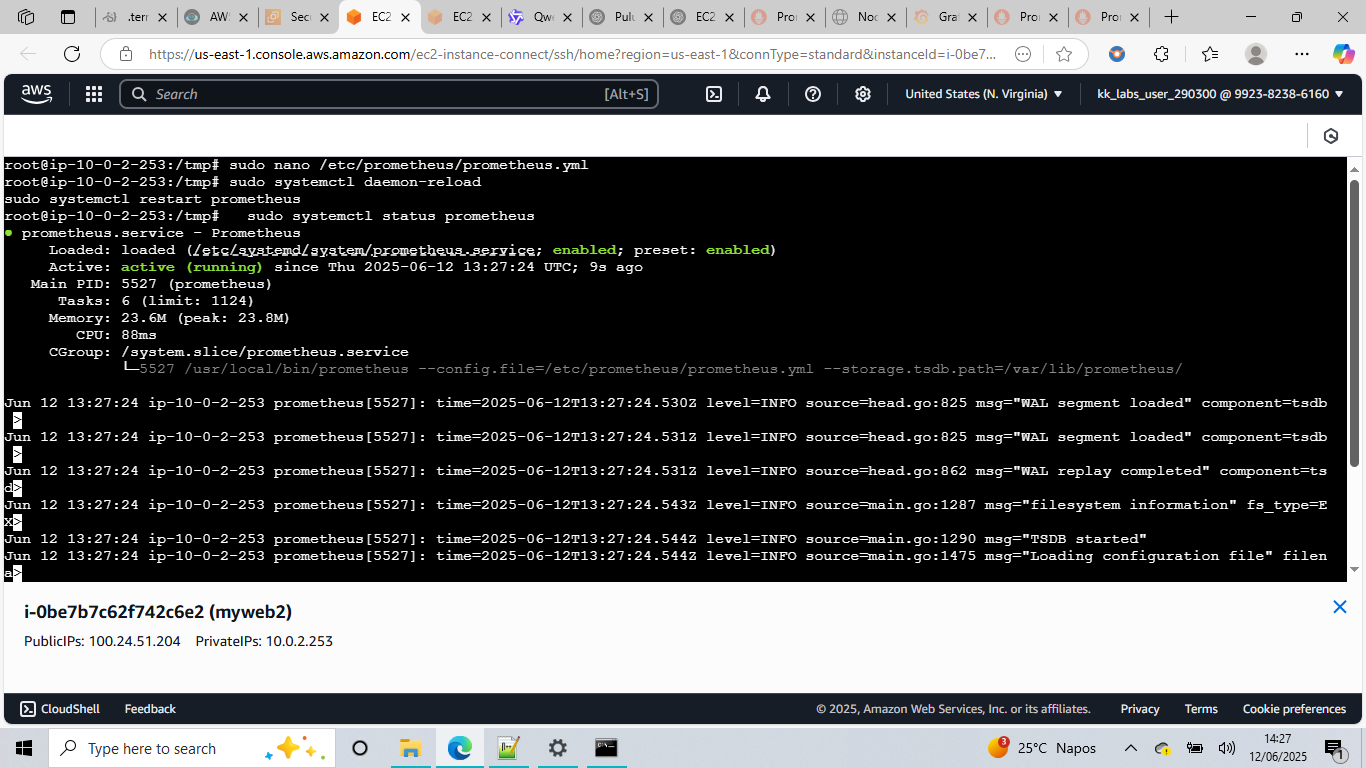 .terr
AWS
Secu
EC2
EC2
Qwe
Pulu
EC2
Pron
Nod
Graf
Pron
Pron
https://us-east-1.console.aws.amazon.com/ec2-instance-connect/ssh/home?region=us-east-1&connType=standard&instanceId=i-0be7...
aws
Search
[Alt+S]
United States (N. Virginia)
kk_labs_user_290300 @ 9923-8238-6160
root@ip-10-0-2-253:/tmp# sudo nano /etc/prometheus/prometheus.yml
root@ip-10-0-2-253:/tmp# sudo systemctl daemon-reload
sudo systemctl restart prometheus
root@ip-10-0-2-253:/tmp#   sudo systemctl status prometheus
● prometheus.service - Prometheus
     Loaded: loaded (/etc/systemd/system/prometheus.service; enabled; preset: enabled)
     Active: active (running) since Thu 2025-06-12 13:27:24 UTC; 9s ago
   Main PID: 5527 (prometheus)
      Tasks: 6 (limit: 1124)
     Memory: 23.6M (peak: 23.8M)
        CPU: 88ms
     CGroup: /system.slice/prometheus.service
             └─5527 /usr/local/bin/prometheus --config.file=/etc/prometheus/prometheus.yml --storage.tsdb.path=/var/lib/prometheus/
Jun 12 13:27:24 ip-10-0-2-253 prometheus[5527]: time=2025-06-12T13:27:24.530Z level=INFO source=head.go:825 msg="WAL segment loaded" component=tsdb
>
Jun 12 13:27:24 ip-10-0-2-253 prometheus[5527]: time=2025-06-12T13:27:24.531Z level=INFO source=head.go:825 msg="WAL segment loaded" component=tsdb
>
Jun 12 13:27:24 ip-10-0-2-253 prometheus[5527]: time=2025-06-12T13:27:24.531Z level=INFO source=head.go:862 msg="WAL replay completed" component=ts
d>
Jun 12 13:27:24 ip-10-0-2-253 prometheus[5527]: time=2025-06-12T13:27:24.543Z level=INFO source=main.go:1287 msg="filesystem information" fs_type=E
X>
Jun 12 13:27:24 ip-10-0-2-253 prometheus[5527]: time=2025-06-12T13:27:24.544Z level=INFO source=main.go:1290 msg="TSDB started"
Jun 12 13:27:24 ip-10-0-2-253 prometheus[5527]: time=2025-06-12T13:27:24.544Z level=INFO source=main.go:1475 msg="Loading configuration file" filen
a>
i-0be7b7c62f742c6e2 (myweb2)
PublicIPs: 100.24.51.204    PrivateIPs: 10.0.2.253
CloudShell
Feedback
© 2025, Amazon Web Services, Inc. or its affiliates.
Privacy
Terms
Cookie preferences
Type here to search
3
25°C Napos
14:27
12/06/2025
1